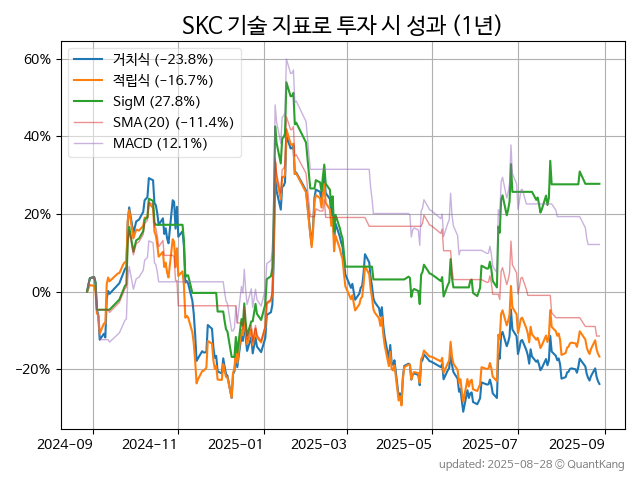 SKC 기술 지표로 투자 시 성과 (1년)
거치식 (−23.8%)
적립식 (−16.7%)
SigM (27.8%)
SMA(20) (−11.4%)
MACD (12.1%)
60%
40%
20%
0%
−20%
2024-09 2024-11 2025-01 2025-03 2025-05 2025-07 2025-09
updated: 2025-08-28 © QuantKang